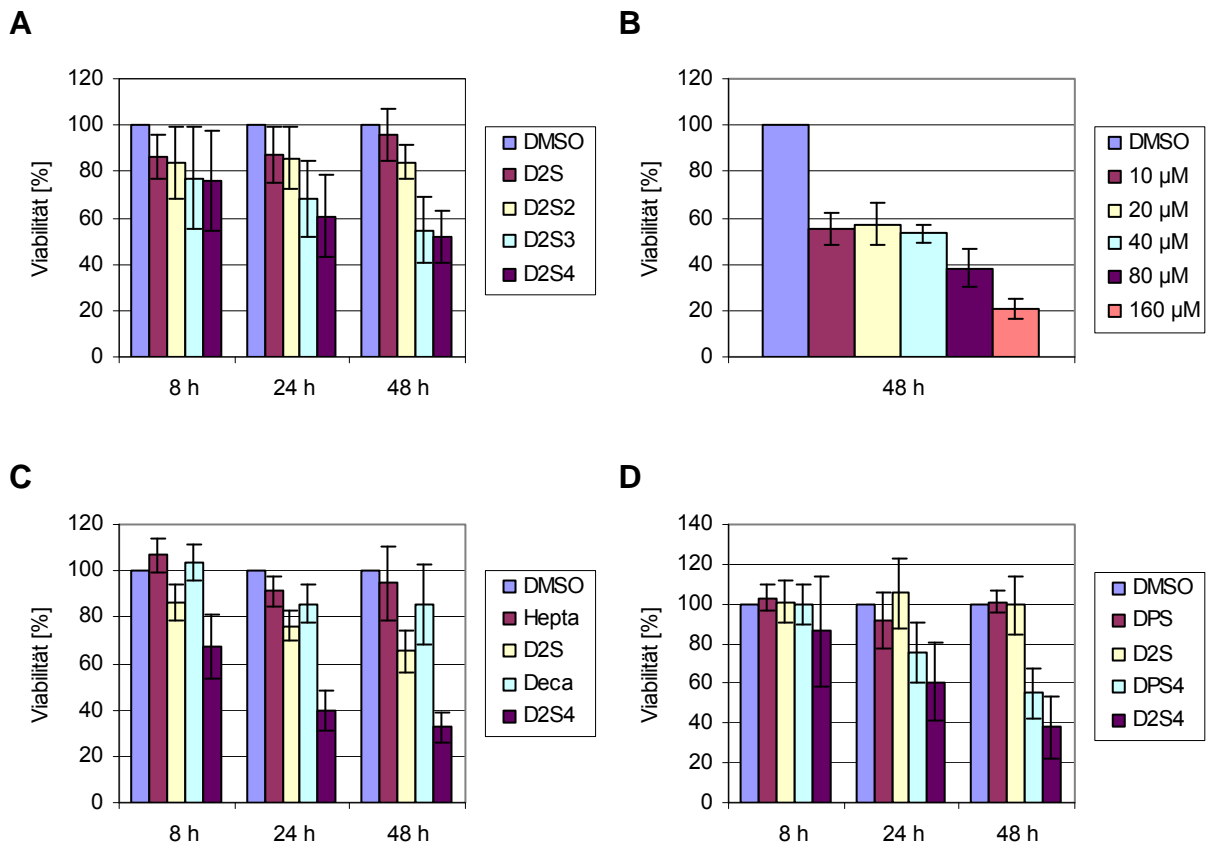 A
Viabilität [%]
120
100
80
60
40
20
0
8 h
24 h
48 h
DMSO
D2S
D2S2
D2S3
D2S4
B
Viabilität [%]
120
100
80
60
40
20
0
48 h
DMSO
10 µM
20 µM
40 µM
80 µM
160 µM
C
Viabilität [%]
120
100
80
60
40
20
0
8 h
24 h
48 h
DMSO
Hepta
D2S
Deca
D2S4
D
Viabilität [%]
140
120
100
80
60
40
20
0
8 h
24 h
48 h
DMSO
DPS
D2S
DPS4
D2S4